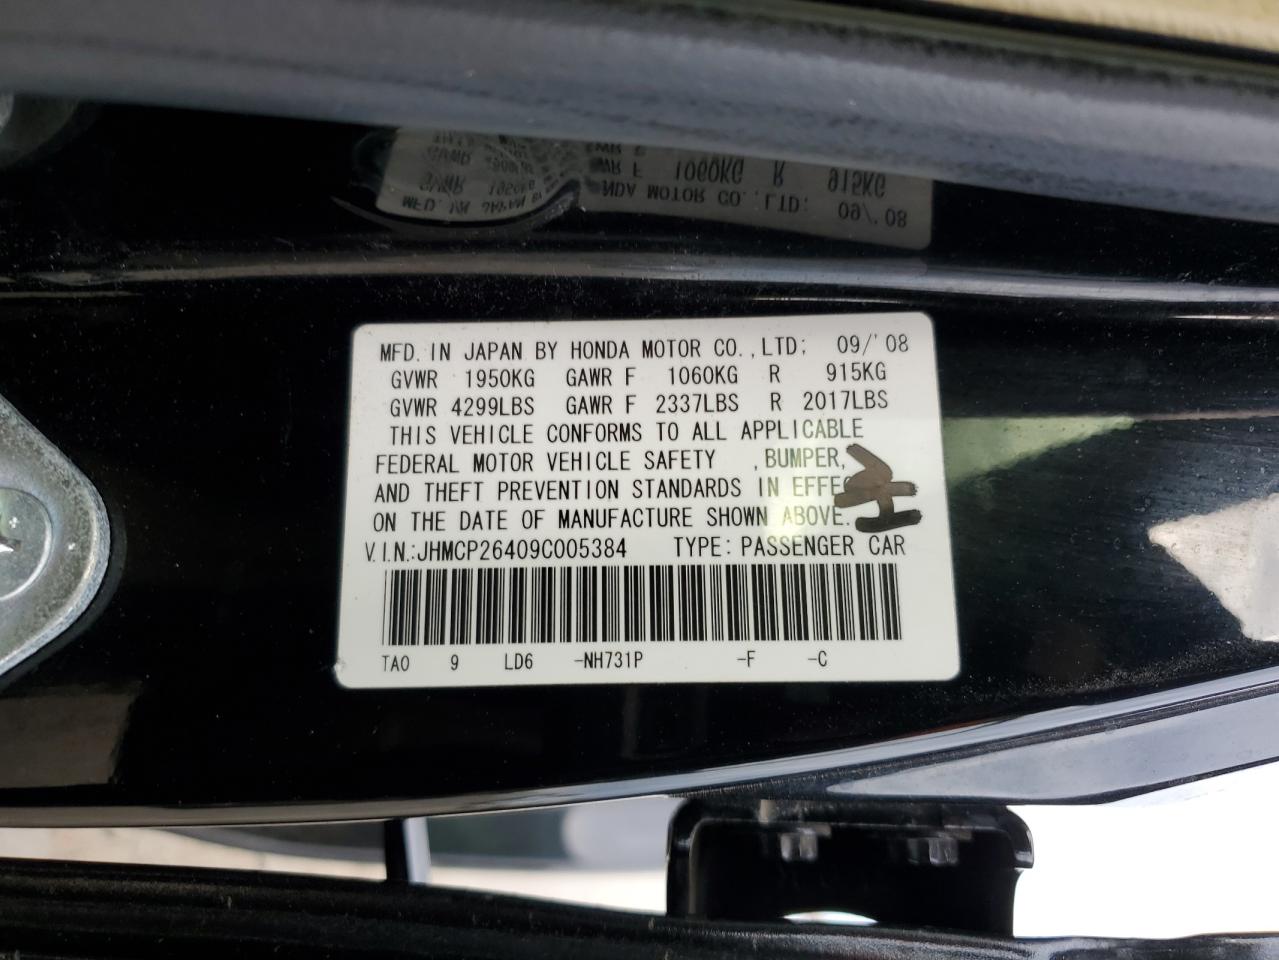 MFD. IN JAPAN BY HONDA MOTOR CO.,LTD; 09/'08
GVWR 1950KG GAWR F 1060KG R 915KG
GVWR 4299LBS GAWR F 2337LBS R 2017LBS
THIS VEHICLE CONFORMS TO ALL APPLICABLE
FEDERAL MOTOR VEHICLE SAFETY ,BUMPER,
AND THEFT PREVENTION STANDARDS IN
ON THE DATE OF MANUFACTURE SHOWN ABOVE.
V.I.N.:JHMCP26409C005384 TYPE: PASSENGER CAR
TA0 9 LD6 -NH731P -F -C